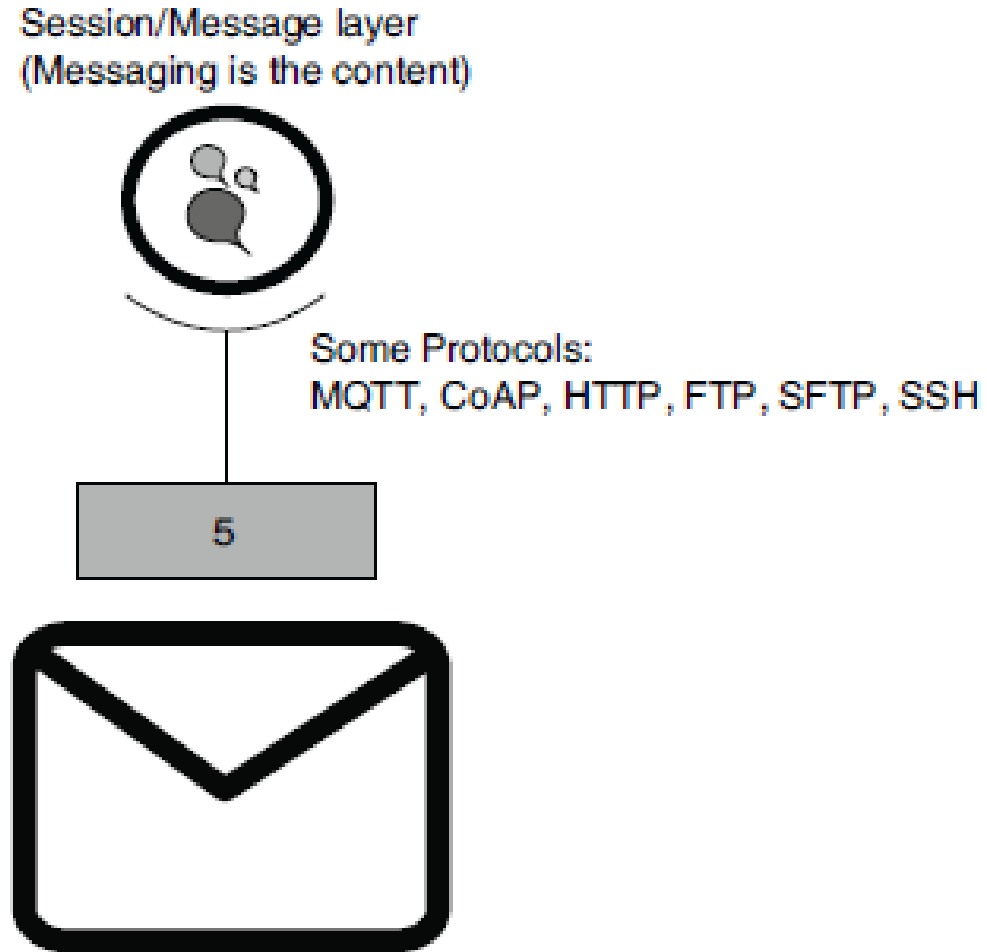 Session/Message layer
(Messaging is the content)
Some Protocols:
MQTT, CoAP, HTTP, FTP, SFTP, SSH
5